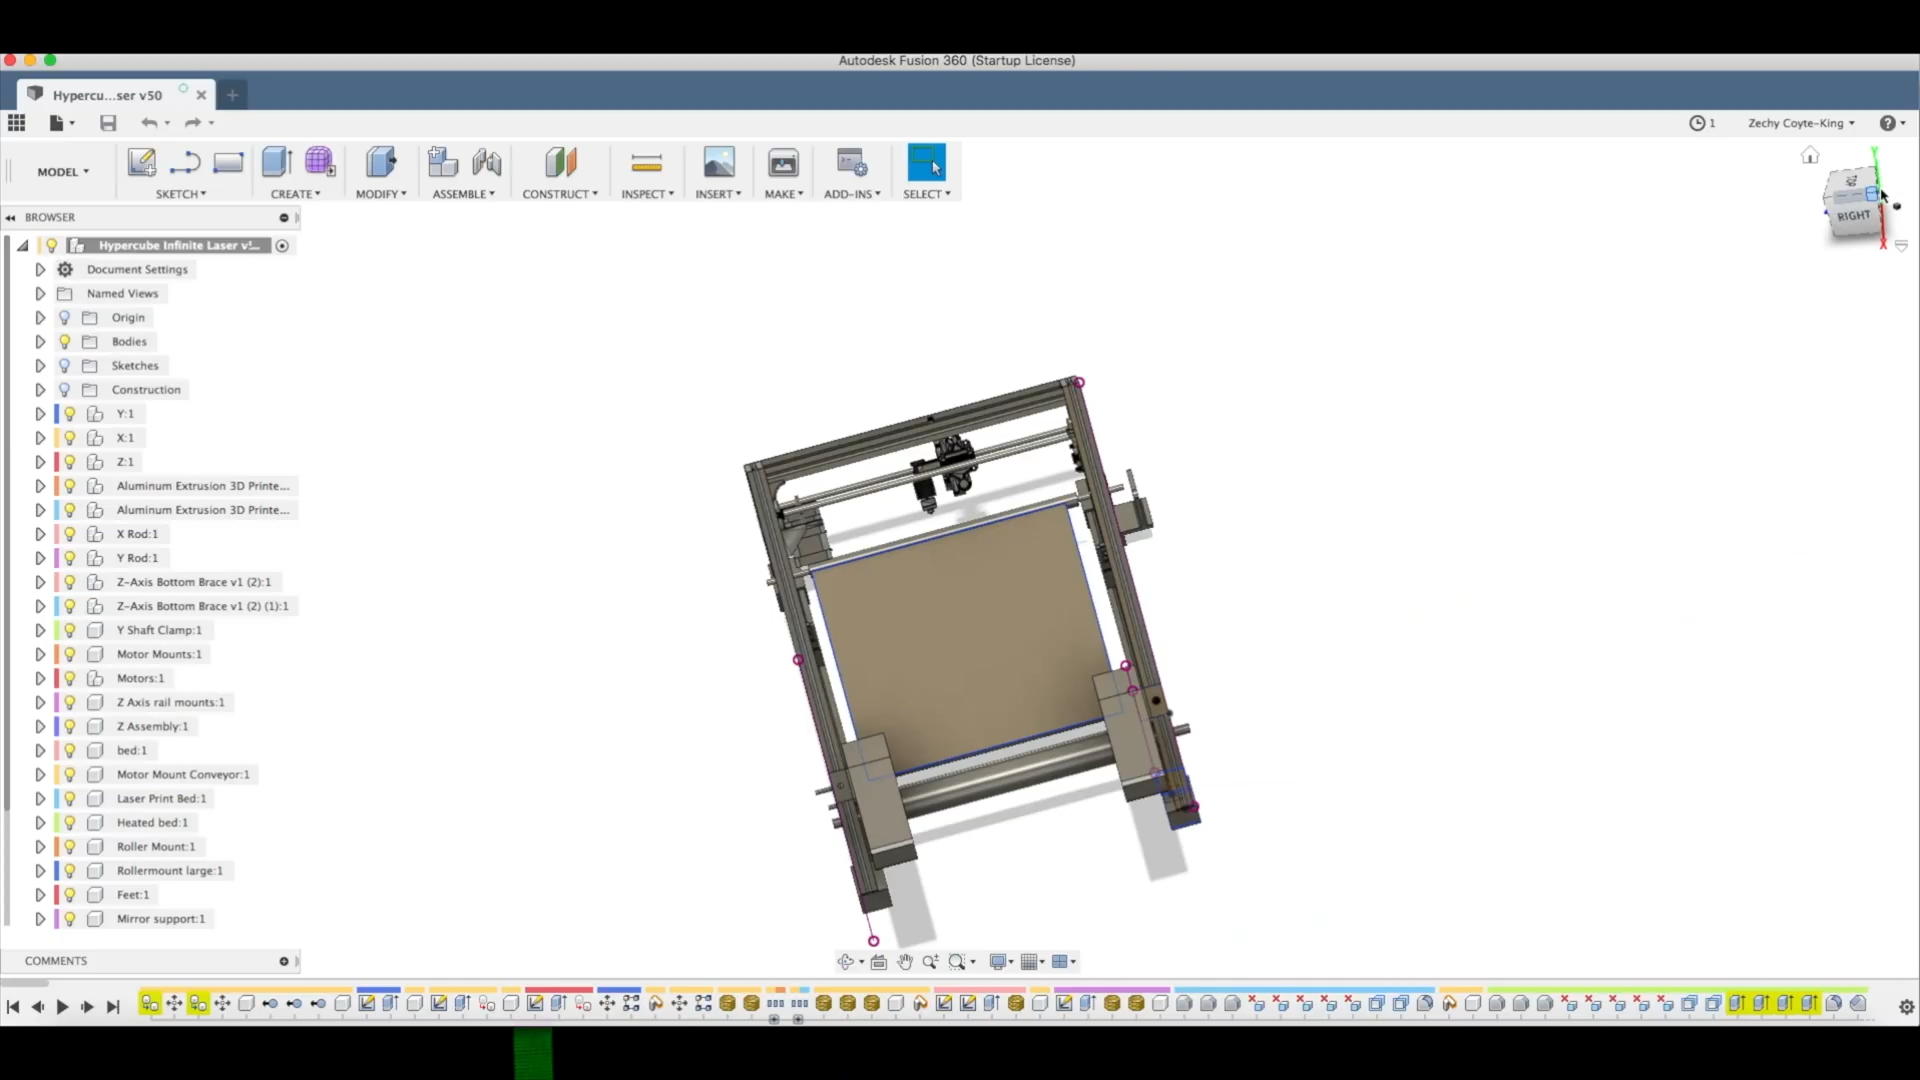 Autodesk Fusion 360 (Startup License)
Hypercu...ser v50
1
Zechy Coyte-King
MODEL
SKETCH
CREATE
MODIFY
ASSEMBLE
CONSTRUCT
INSPECT
INSERT
MAKE
ADD-INS
SELECT
Y
TOP
RIGHT
X
BROWSER
Hypercube Infinite Laser v!...
Document Settings
Named Views
Origin
Bodies
Sketches
Construction
Y:1
X:1
Z:1
Aluminum Extrusion 3D Printe...
Aluminum Extrusion 3D Printe...
X Rod:1
Y Rod:1
Z-Axis Bottom Brace v1 (2):1
Z-Axis Bottom Brace v1 (2) (1):1
Y Shaft Clamp:1
Motor Mounts:1
Motors:1
Z Axis rail mounts:1
Z Assembly:1
bed:1
Motor Mount Conveyor:1
Laser Print Bed:1
Heated bed:1
Roller Mount:1
Rollermount large:1
Feet:1
Mirror support:1
COMMENTS